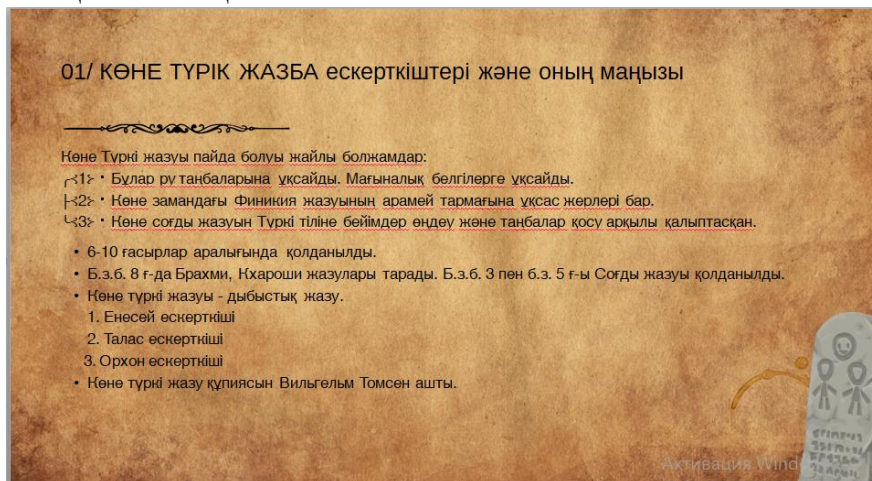 01/ КӨНЕ ТҮРІК ЖАЗБА ескерткіштері және оның маңызы
Көне Түркі жазуы пайда болуы жайлы болжамдар:
╭⊰1⊱ • Бұлар ру таңбаларына ұқсайды. Мағыналық белгілерге ұқсайды.
├⊰2⊱ • Көне замандағы Финикия жазуының арамей тармағына ұқсас жерлері бар.
╰⊰3⊱ • Көне соғды жазуын Түркі тіліне бейімдер өңдеу және таңбалар қосу арқылы қалыптасқан.
• 6-10 ғасырлар аралығында қолданылды.
• Б.з.б. 8 ғ-да Брахми, Кхароши жазулары тарады. Б.з.б. 3 пен б.з. 5 ғ-ы Соғды жазуы қолданылды.
• Көне түркі жазуы - дыбыстық жазу.
1. Енесей ескерткіші
2. Талас ескерткіші
3. Орхон ескерткіші
• Көне түркі жазу құпиясын Вильгельм Томсен ашты.
Активация Wind